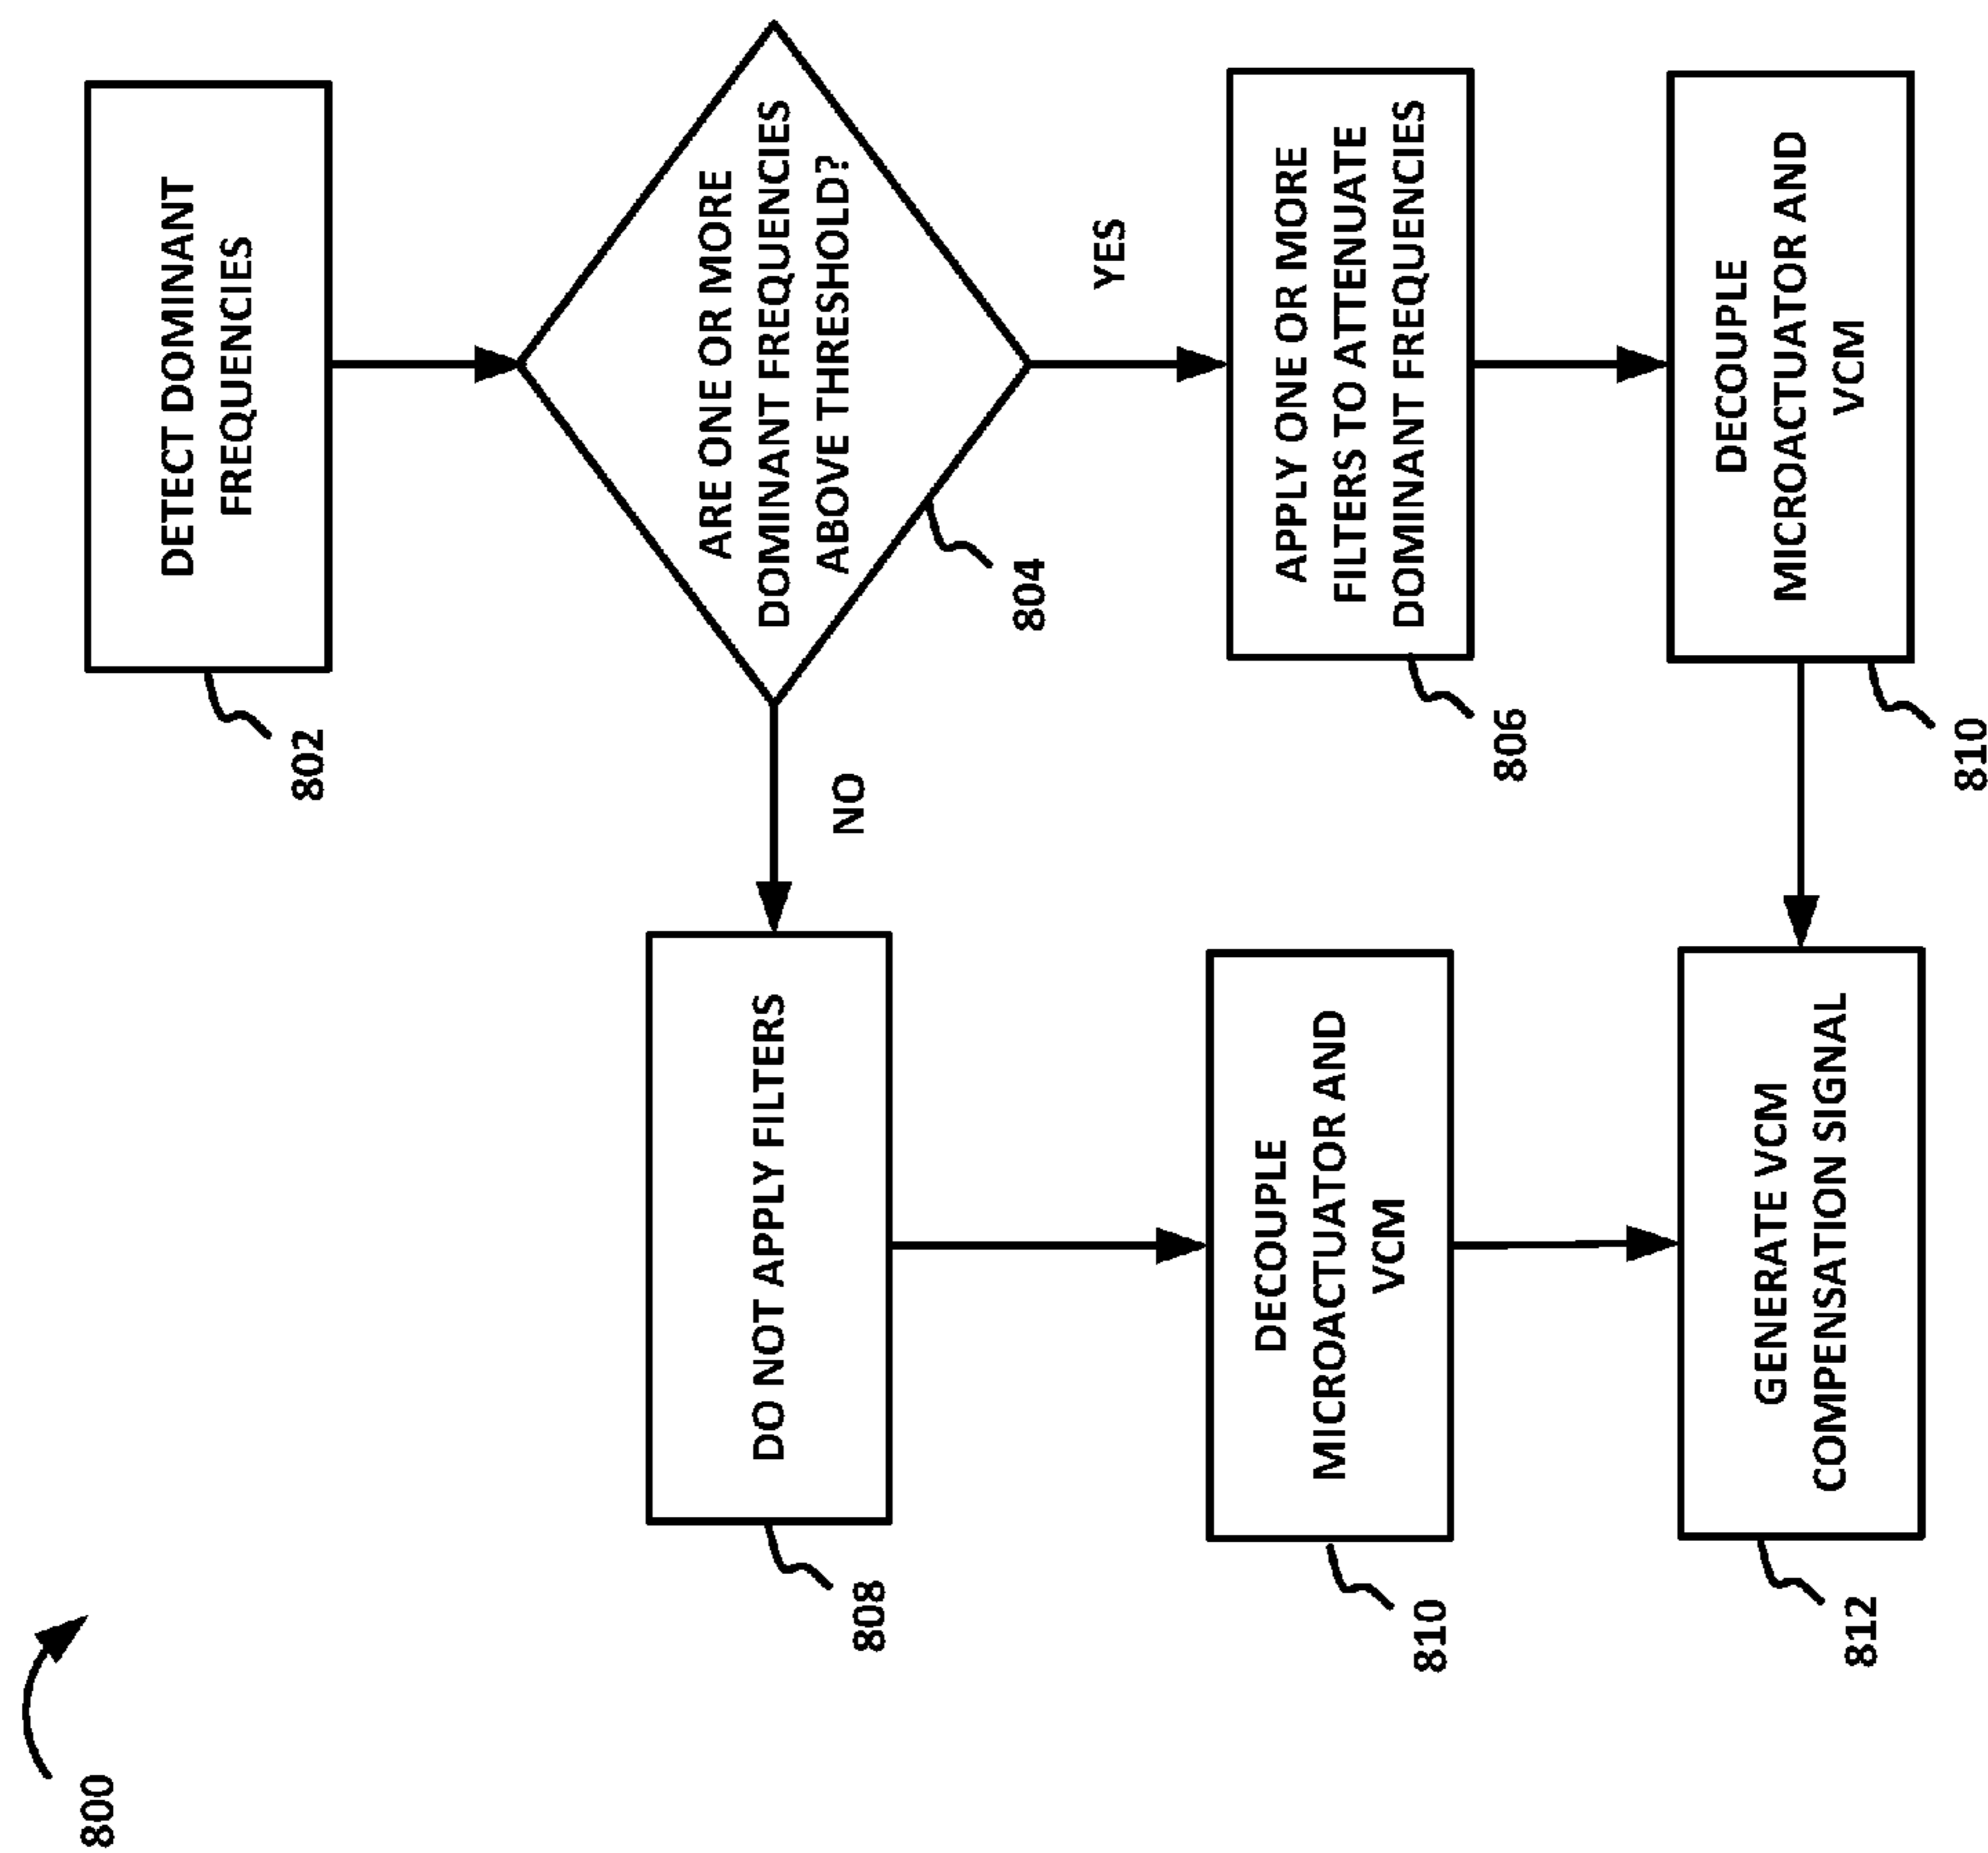 800
DETECT DOMINANT
FREQUENCIES
802
ARE ONE OR MORE
DOMINANT FREQUENCIES
ABOVE THRESHOLD?
804
NO
YES
DO NOT APPLY FILTERS
808
APPLY ONE OR MORE
FILTERS TO ATTENUATE
DOMINANT FREQUENCIES
806
DECOUPLE
MICROACTUATOR AND
VCM
810
DECOUPLE
MICROACTUATOR AND
VCM
810
GENERATE VCM
COMPENSATION SIGNAL
812